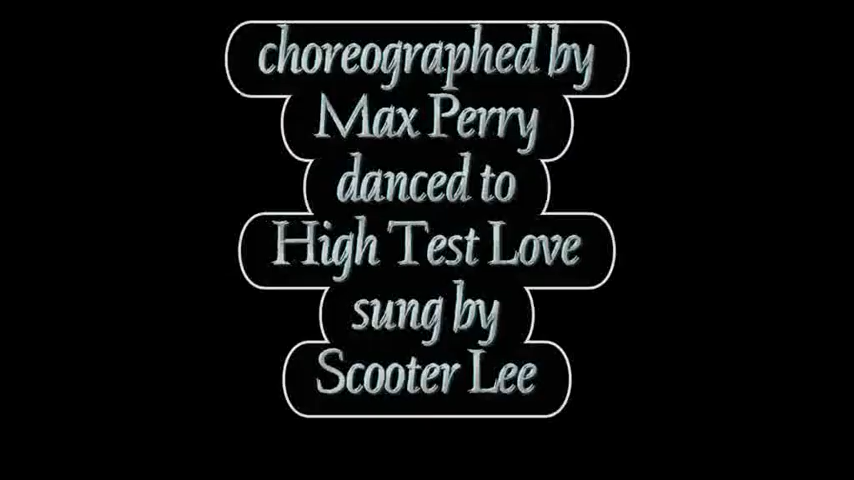 choreographed by
Max Perry
danced to
High Test Love
sung by
Scooter Lee